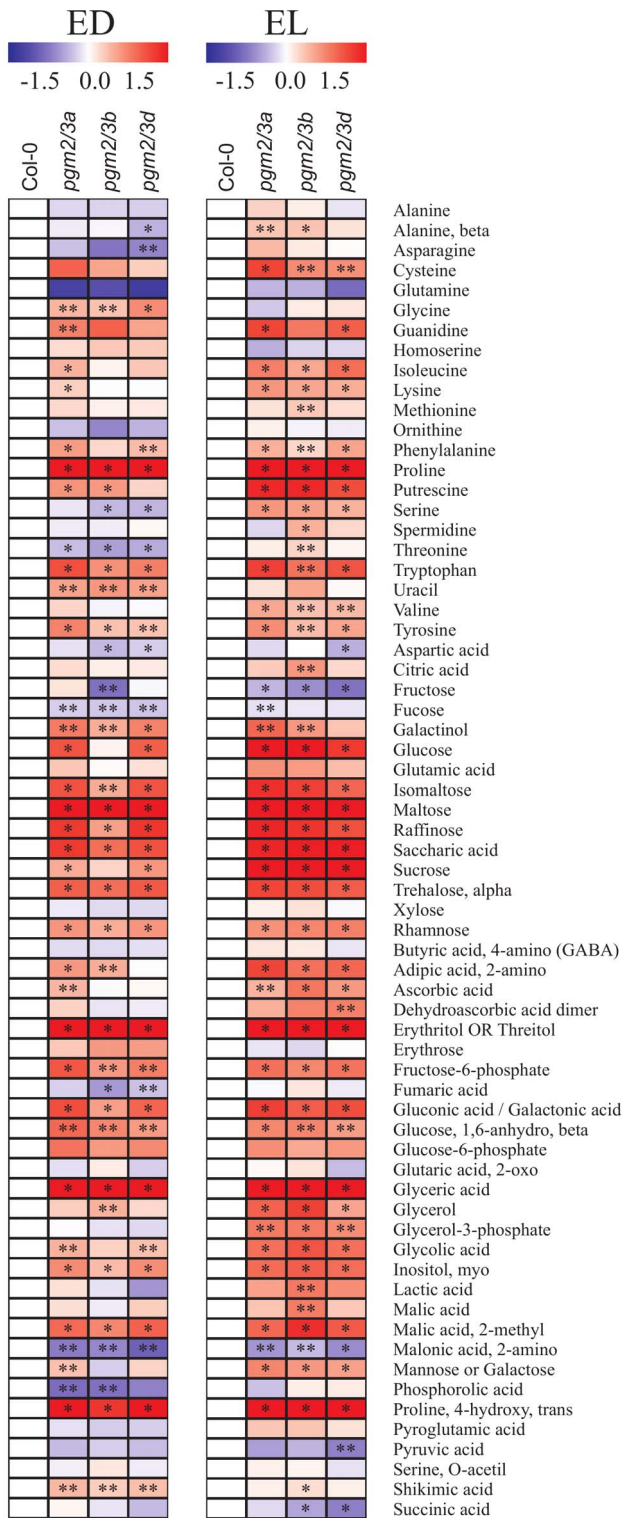 ED EL
-1.5 0.0 1.5 -1.5 0.0 1.5
Col-0 pgm2/3a pgm2/3b pgm2/3d Col-0 pgm2/3a pgm2/3b pgm2/3d
Alanine
* ** * Alanine, beta
** Asparagine
* ** ** Cysteine
Glutamine
** ** * Glycine
** * * Guanidine
Homoserine
* * * * Isoleucine
* * * * Lysine
** Methionine
Ornithine
* ** * ** * Phenylalanine
* * * * * * Proline
* * * * * Putrescine
* * * * * Serine
* Spermidine
* * * ** Threonine
* * * * ** * Tryptophan
** ** ** Uracil
* ** ** Valine
* * ** * ** * Tyrosine
* * * Aspartic acid
** Citric acid
** * * * Fructose
** ** ** ** Fucose
** ** * ** ** Galactinol
* * * * * Glucose
Glutamic acid
* ** * * * * Isomaltose
* * * * * * Maltose
* * * * * * Raffinose
* * * * * * Saccharic acid
* * * * * Sucrose
* * * * * * Trehalose, alpha
Xylose
* * * * * * Rhamnose
Butyric acid, 4-amino (GABA)
* ** * * * Adipic acid, 2-amino
** ** * * Ascorbic acid
** Dehydroascorbic acid dimer
* * * * * * Erythritol OR Threitol
Erythrose
* ** ** * * * Fructose-6-phosphate
* ** Fumaric acid
* * * * * * Gluconic acid / Galactonic acid
** ** ** * ** ** Glucose, 1,6-anhydro, beta
Glucose-6-phosphate
Glutaric acid, 2-oxo
* * * * * * Glyceric acid
** * * * Glycerol
** * ** Glycerol-3-phosphate
** ** * * * Glycolic acid
* * * * * * Inositol, myo
** Lactic acid
** Malic acid
* * * * * * Malic acid, 2-methyl
** ** ** ** ** * Malonic acid, 2-amino
** * * * Mannose or Galactose
** ** Phosphorolic acid
* * * * * * Proline, 4-hydroxy, trans
Pyroglutamic acid
** Pyruvic acid
Serine, O-acetil
** ** ** * Shikimic acid
* * Succinic acid